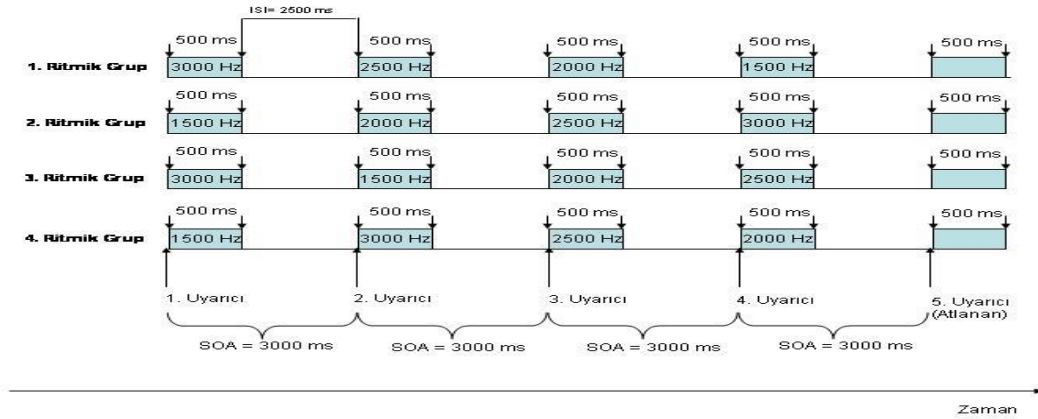 ISI= 2500 ms
500 ms 500 ms 500 ms 500 ms 500 ms
1. Ritmik Grup 3000 Hz 2500 Hz 2000 Hz 1500 Hz
500 ms 500 ms 500 ms 500 ms 500 ms
2. Ritmik Grup 1500 Hz 2000 Hz 2500 Hz 3000 Hz
500 ms 500 ms 500 ms 500 ms 500 ms
3. Ritmik Grup 3000 Hz 1500 Hz 2000 Hz 2500 Hz
500 ms 500 ms 500 ms 500 ms 500 ms
4. Ritmik Grup 1500 Hz 3000 Hz 2500 Hz 2000 Hz
1. Uyarıcı 2. Uyarıcı 3. Uyarıcı 4. Uyarıcı 5. Uyarıcı
(Atlanan)
SOA = 3000 ms SOA = 3000 ms SOA = 3000 ms SOA = 3000 ms
Zaman